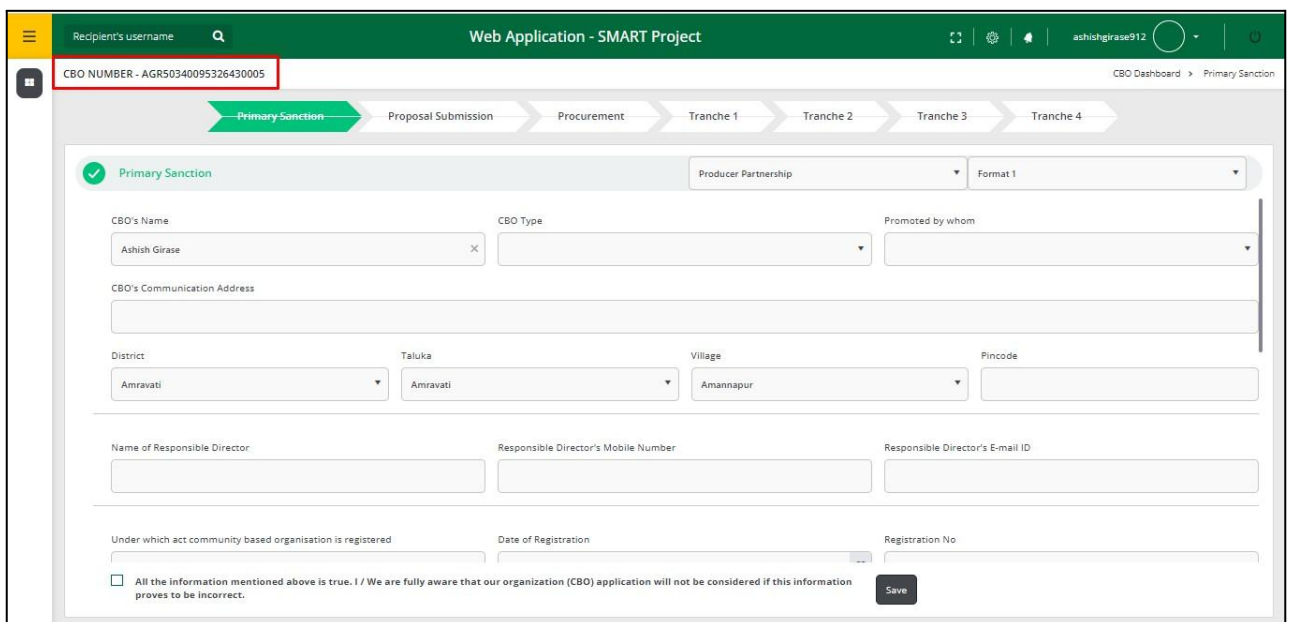 Recipient's username
Web Application - SMART Project
ashishgirase912
CBO NUMBER - AGR50340095326430005
CBO Dashboard > Primary Sanction
Primary Sanction
Proposal Submission
Procurement
Tranche 1
Tranche 2
Tranche 3
Tranche 4
Primary Sanction
Producer Partnership
Format 1
CBO's Name
CBO Type
Promoted by whom
Ashish Girase
CBO's Communication Address
District
Taluka
Village
Pincode
Amravati
Amravati
Amannapur
Name of Responsible Director
Responsible Director's Mobile Number
Responsible Director's E-mail ID
Under which act community based organisation is registered
Date of Registration
Registration No
All the information mentioned above is true. I / We are fully aware that our organization (CBO) application will not be considered if this information
proves to be incorrect.
Save